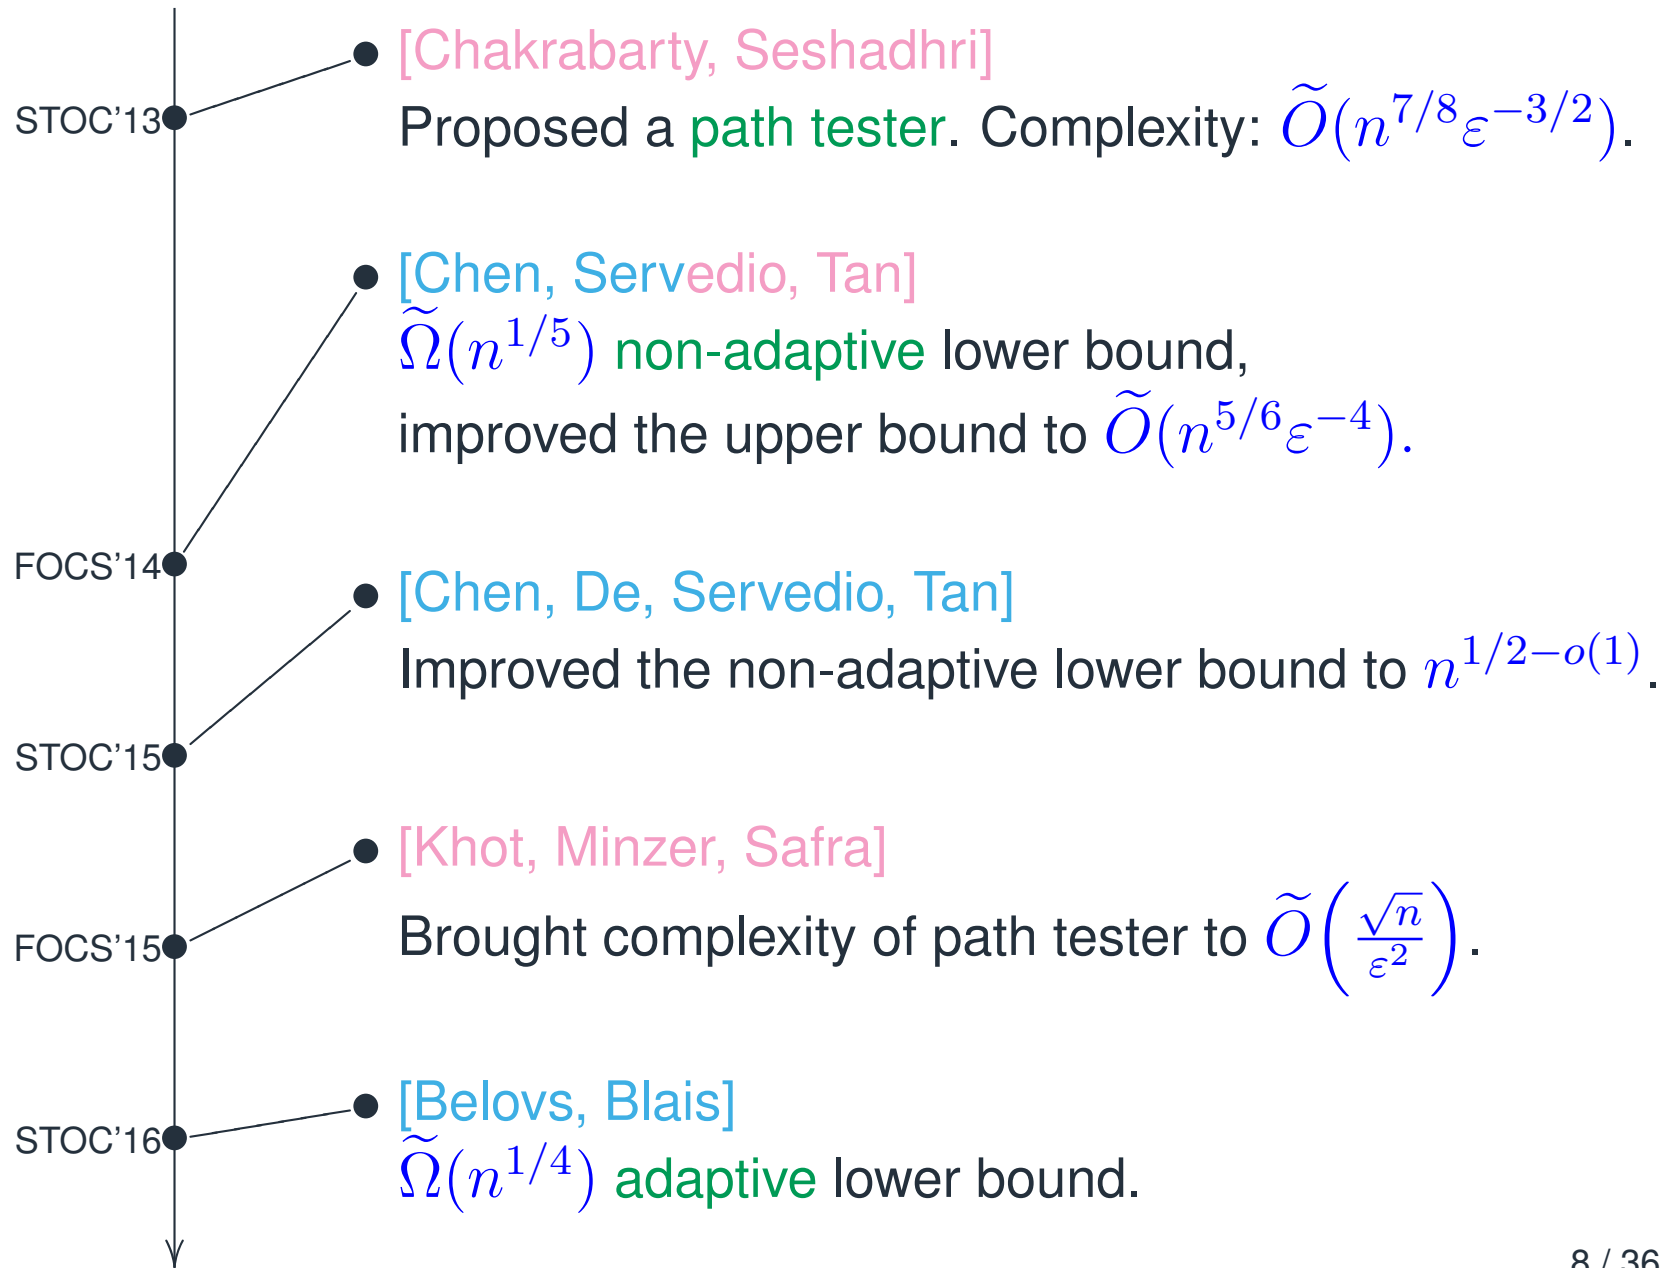 [Chakrabarty, Seshadhri]
STOC'13 Proposed a path tester. Complexity: Õ(n^{7/8}ε^{−3/2}).
[Chen, Servedio, Tan]
Ω̃(n^{1/5}) non-adaptive lower bound,
improved the upper bound to Õ(n^{5/6}ε^{−4}).
FOCS'14
[Chen, De, Servedio, Tan]
Improved the non-adaptive lower bound to n^{1/2−o(1)}.
STOC'15
[Khot, Minzer, Safra]
FOCS'15 Brought complexity of path tester to Õ(√n/ε²).
[Belovs, Blais]
STOC'16
Ω̃(n^{1/4}) adaptive lower bound.
8 / 36